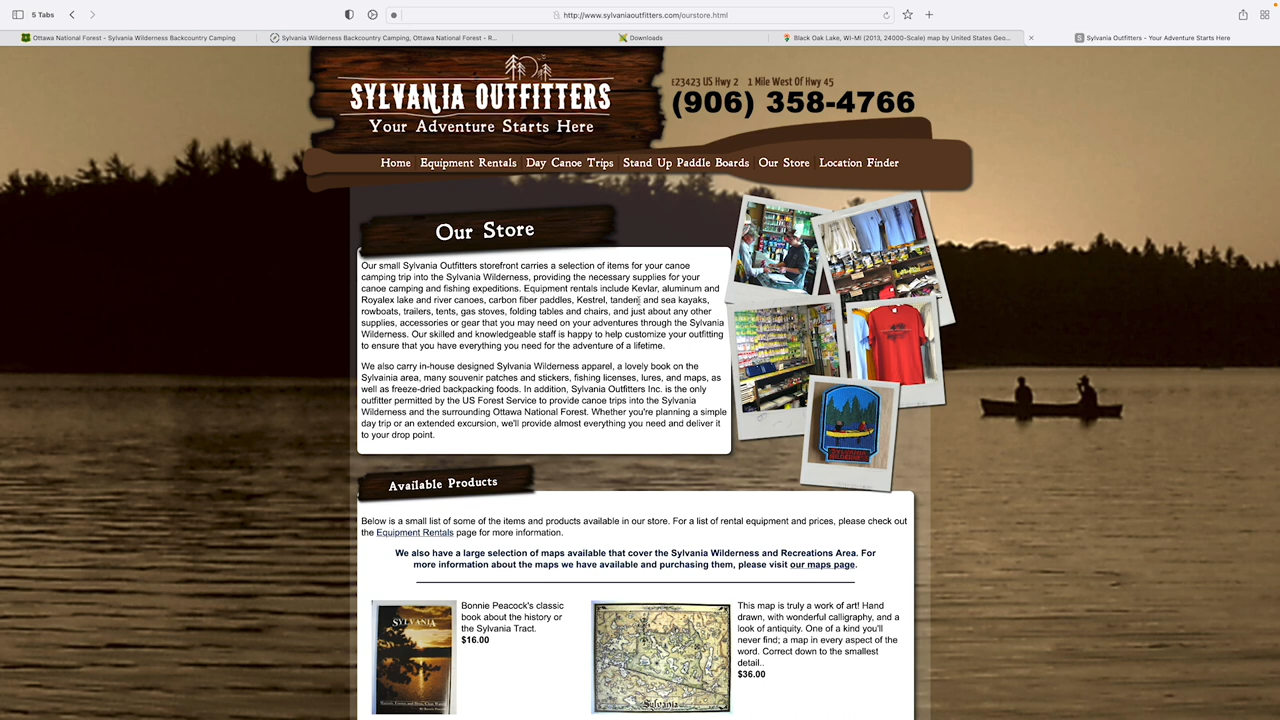 5 Tabs
http://www.sylvaniaoutfitters.com/ourstore.html
Ottawa National Forest - Sylvania Wilderness Backcountry Camping
Sylvania Wilderness Backcountry Camping, Ottawa National Forest - R...
Downloads
Black Oak Lake, WI-MI (2013, 24000-Scale) map by United States Geo...
Sylvania Outfitters - Your Adventure Starts Here
SYLVANIA OUTFITTERS
Your Adventure Starts Here
E23423 US Hwy 2 1 Mile West Of Hwy 45
(906) 358-4766
Home Equipment Rentals Day Canoe Trips Stand Up Paddle Boards Our Store Location Finder
Our Store
Our small Sylvania Outfitters storefront carries a selection of items for your canoe
camping trip into the Sylvania Wilderness, providing the necessary supplies for your
canoe camping and fishing expeditions. Equipment rentals include Kevlar, aluminum and
Royalex lake and river canoes, carbon fiber paddles, Kestrel, tandem and sea kayaks,
rowboats, trailers, tents, gas stoves, folding tables and chairs, and just about any other
supplies, accessories or gear that you may need on your adventures through the Sylvania
Wilderness. Our skilled and knowledgeable staff is happy to help customize your outfitting
to ensure that you have everything you need for the adventure of a lifetime.
We also carry in-house designed Sylvania Wilderness apparel, a lovely book on the
Sylvainia area, many souvenir patches and stickers, fishing licenses, lures, and maps, as
well as freeze-dried backpacking foods. In addition, Sylvania Outfitters Inc. is the only
outfitter permitted by the US Forest Service to provide canoe trips into the Sylvania
Wilderness and the surrounding Ottawa National Forest. Whether you're planning a simple
day trip or an extended excursion, we'll provide almost everything you need and deliver it
to your drop point.
Available Products
Below is a small list of some of the items and products available in our store. For a list of rental equipment and prices, please check out
the Equipment Rentals page for more information.
We also have a large selection of maps available that cover the Sylvania Wilderness and Recreations Area. For
more information about the maps we have available and purchasing them, please visit our maps page.
SYLVANIA
Bonnie Peacock's classic
book about the history or
the Sylvania Tract.
$16.00
Sylvania
This map is truly a work of art! Hand
drawn, with wonderful calligraphy, and a
look of antiquity. One of a kind you'll
never find; a map in every aspect of the
word. Correct down to the smallest
detail..
$36.00